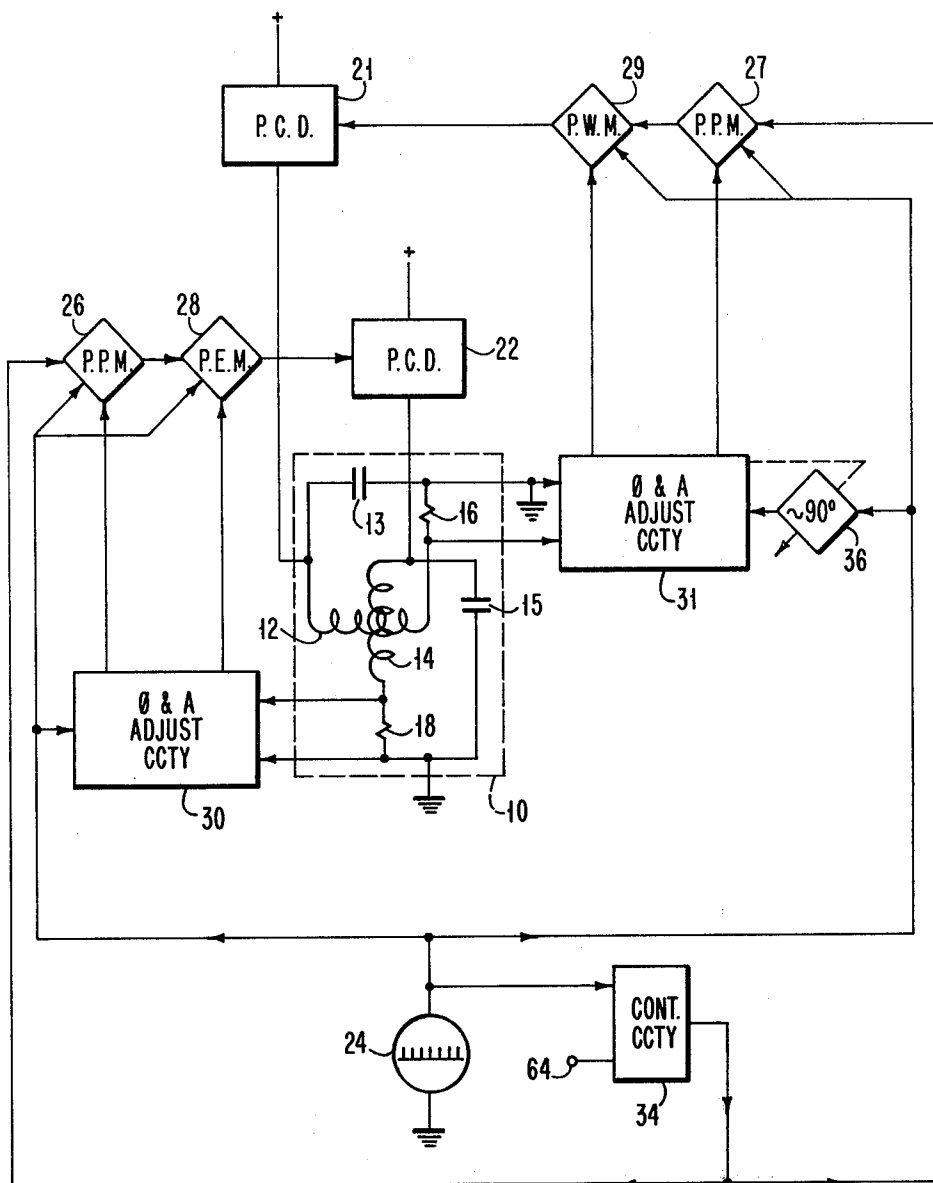 +
21
P.C.D.
29
P.W.M.
27
P.P.M.
+
26
P.P.M.
28
P.E.M.
P.C.D.
22
13
16
Ø & A
ADJUST
CCTY
31
~90°
36
12
14
15
Ø & A
ADJUST
CCTY
30
18
10
24
CONT.
CCTY
64
34